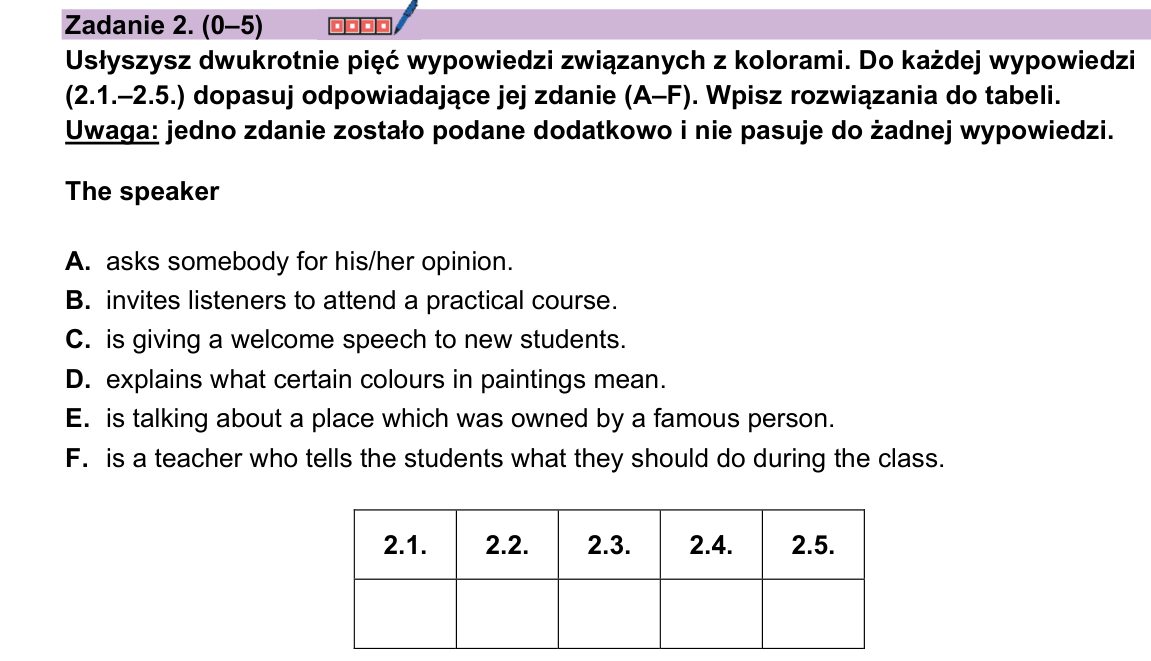 Zadanie 2. (0–5)
Usłyszysz dwukrotnie pięć wypowiedzi związanych z kolorami. Do każdej wypowiedzi
(2.1.–2.5.) dopasuj odpowiadające jej zdanie (A–F). Wpisz rozwiązania do tabeli.
Uwaga: jedno zdanie zostało podane dodatkowo i nie pasuje do żadnej wypowiedzi.
The speaker
A. asks somebody for his/her opinion.
B. invites listeners to attend a practical course.
C. is giving a welcome speech to new students.
D. explains what certain colours in paintings mean.
E. is talking about a place which was owned by a famous person.
F. is a teacher who tells the students what they should do during the class.
2.1. 2.2. 2.3. 2.4. 2.5.